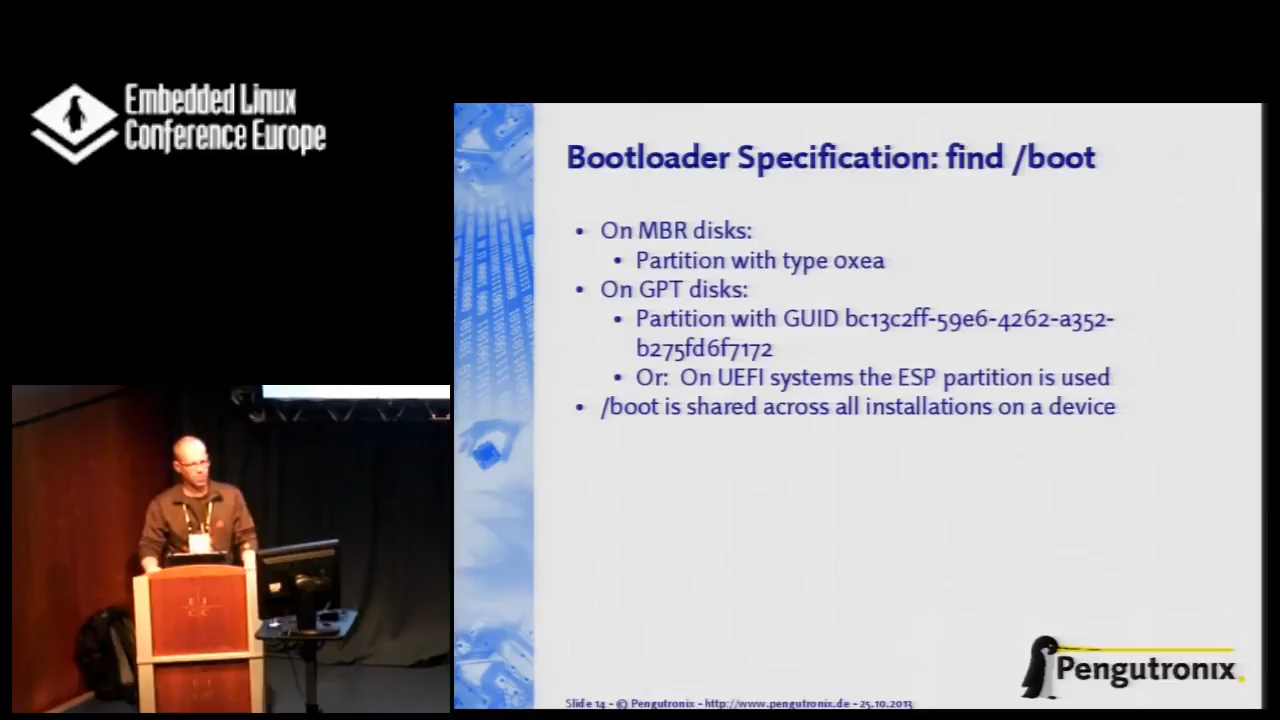 Embedded Linux
Conference Europe
Bootloader Specification: find /boot
• On MBR disks:
• Partition with type 0xea
• On GPT disks:
• Partition with GUID bc13c2ff-59e6-4262-a352-
b275fd6f7172
• Or: On UEFI systems the ESP partition is used
• /boot is shared across all installations on a device
Pengutronix
Slide 14 - © Pengutronix - http://www.pengutronix.de - 25.10.2013